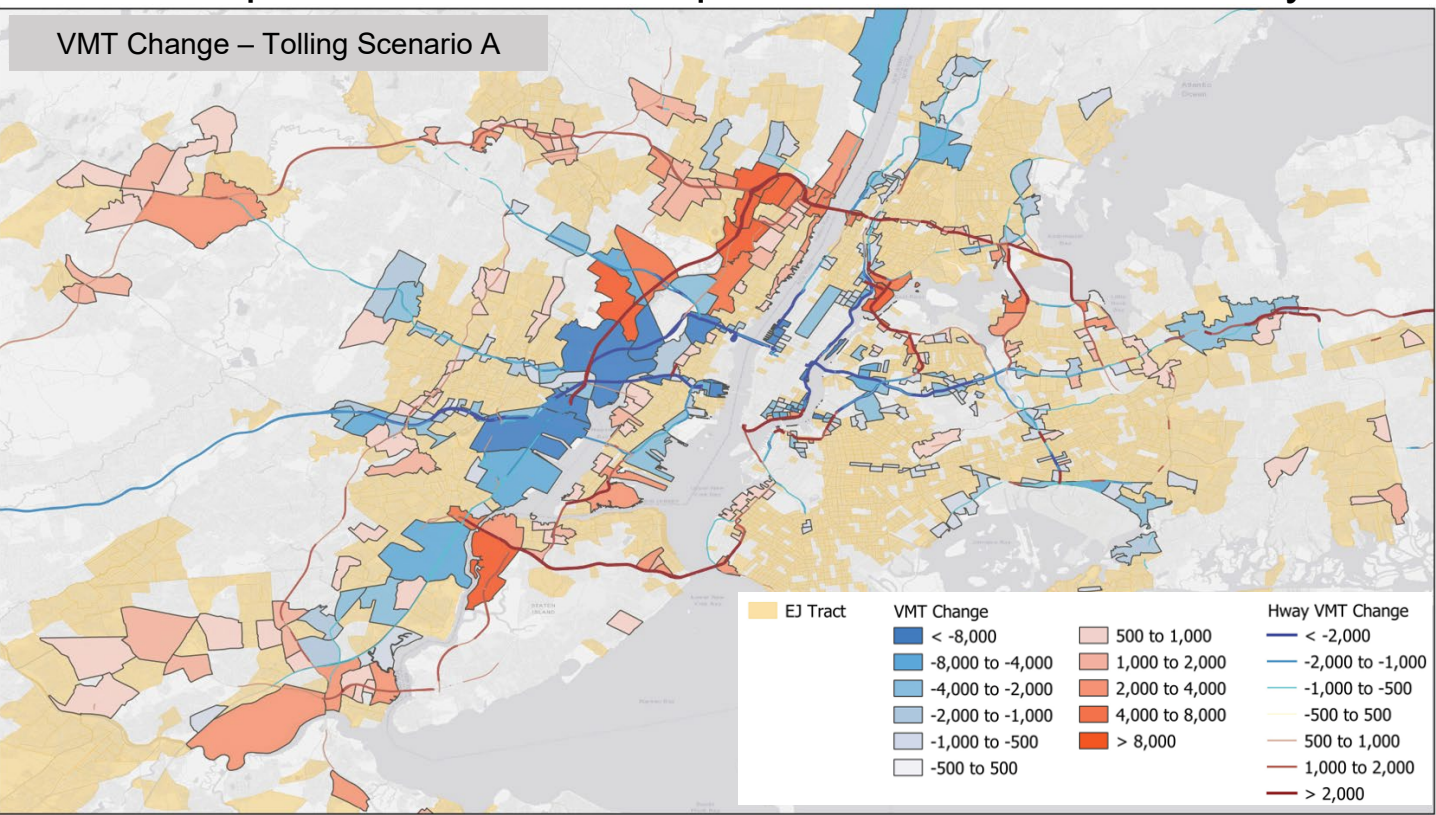 VMT Change – Tolling Scenario A
STATEN
ISLAND
EJ Tract
VMT Change
< -8,000
-8,000 to -4,000
-4,000 to -2,000
-2,000 to -1,000
-1,000 to -500
-500 to 500
500 to 1,000
1,000 to 2,000
2,000 to 4,000
4,000 to 8,000
> 8,000
Hway VMT Change
< -2,000
-2,000 to -1,000
-1,000 to -500
-500 to 500
500 to 1,000
1,000 to 2,000
> 2,000